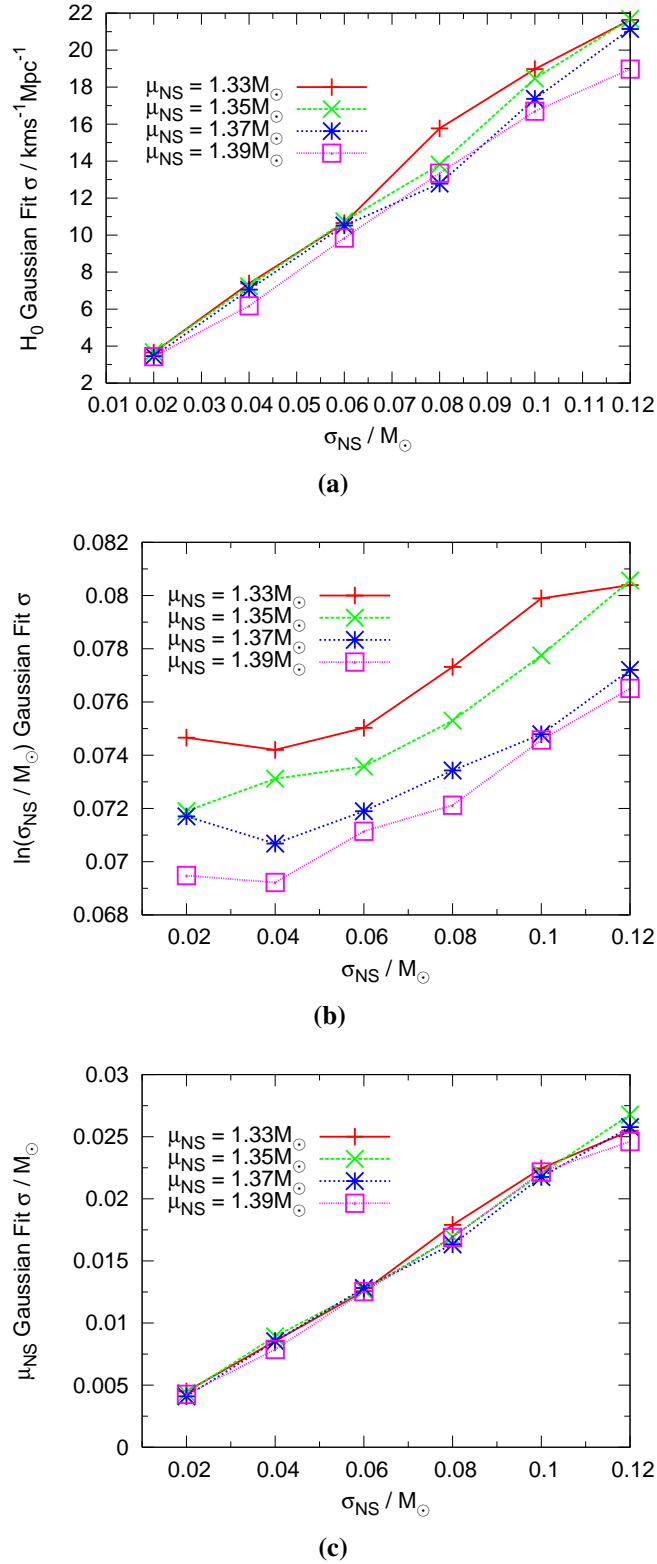 22
20
18
16
14
12
10
8
6
4
2
H₀ Gaussian Fit σ / kms⁻¹Mpc⁻¹
μNS = 1.33M⊙
μNS = 1.35M⊙
μNS = 1.37M⊙
μNS = 1.39M⊙
0.01 0.02 0.03 0.04 0.05 0.06 0.07 0.08 0.09 0.1 0.11 0.12
σNS / M⊙
(a)
0.082
0.08
0.078
0.076
0.074
0.072
0.07
0.068
ln(σNS / M⊙) Gaussian Fit σ
μNS = 1.33M⊙
μNS = 1.35M⊙
μNS = 1.37M⊙
μNS = 1.39M⊙
0.02 0.04 0.06 0.08 0.1 0.12
σNS / M⊙
(b)
0.03
0.025
0.02
0.015
0.01
0.005
0
μNS Gaussian Fit σ / M⊙
μNS = 1.33M⊙
μNS = 1.35M⊙
μNS = 1.37M⊙
μNS = 1.39M⊙
0.02 0.04 0.06 0.08 0.1 0.12
σNS / M⊙
(c)